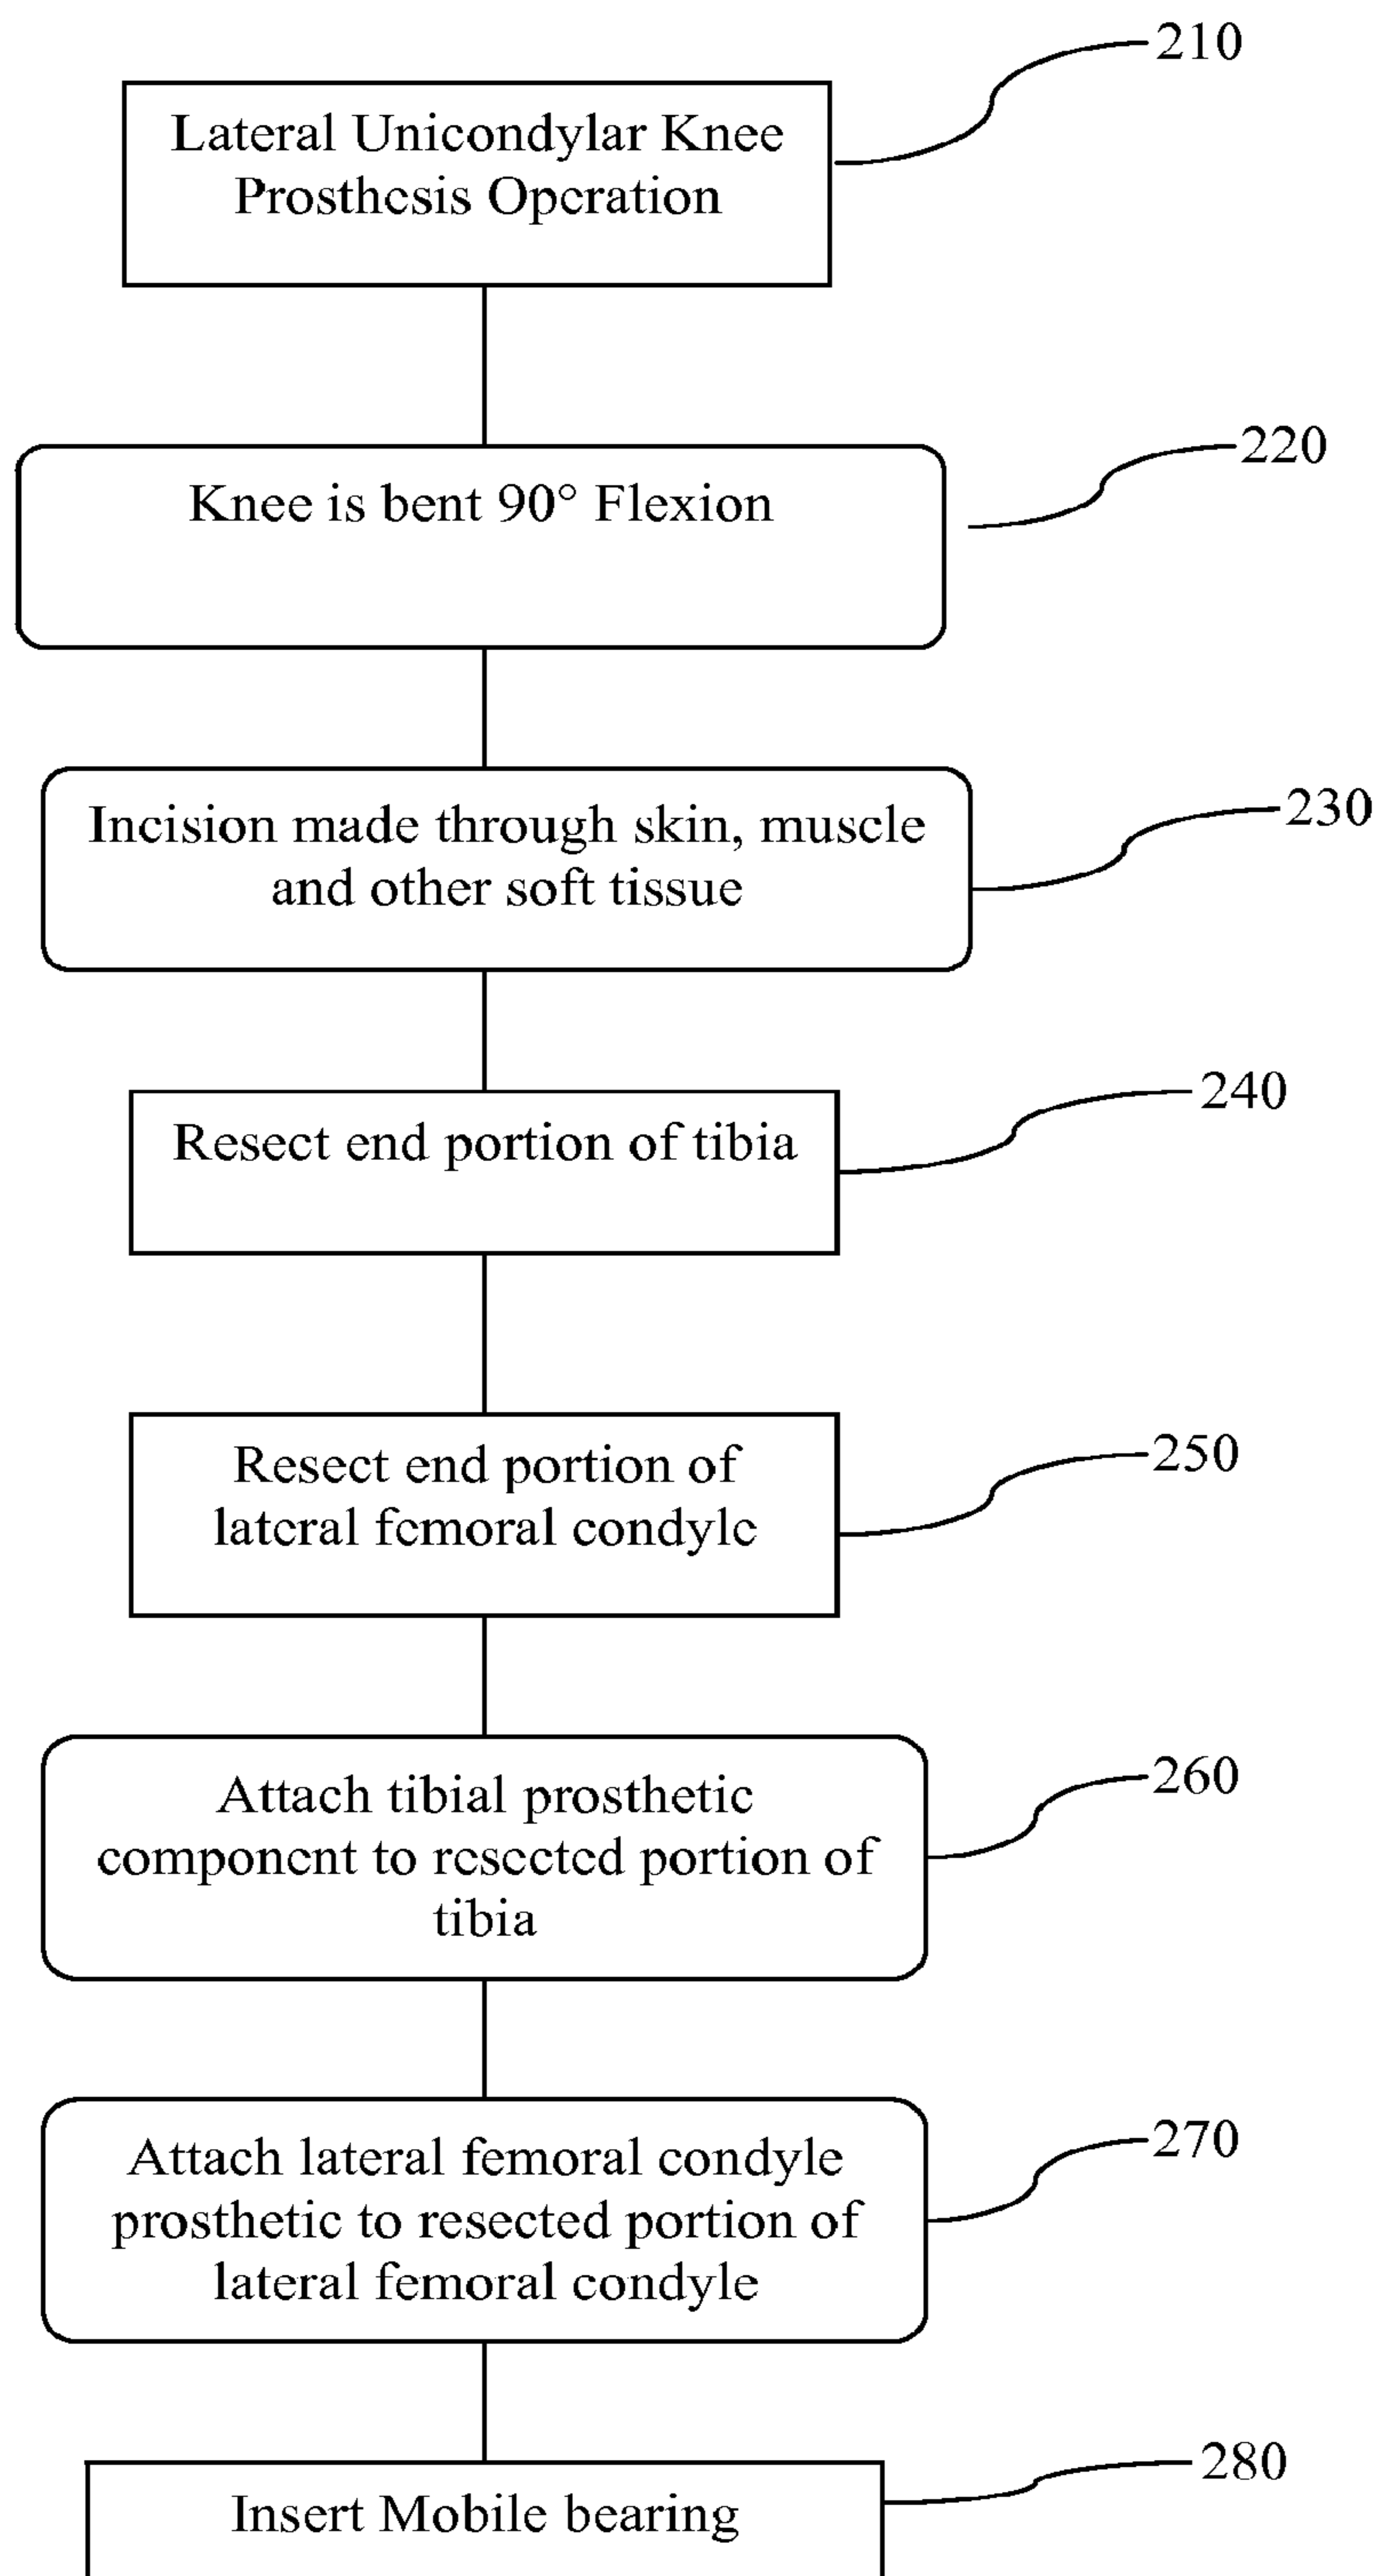 210
Lateral Unicondylar Knee
Prosthesis Operation
220
Knee is bent 90° Flexion
230
Incision made through skin, muscle
and other soft tissue
240
Resect end portion of tibia
250
Resect end portion of
lateral femoral condyle
260
Attach tibial prosthetic
component to resected portion of
tibia
270
Attach lateral femoral condyle
prosthetic to resected portion of
lateral femoral condyle
280
Insert Mobile bearing